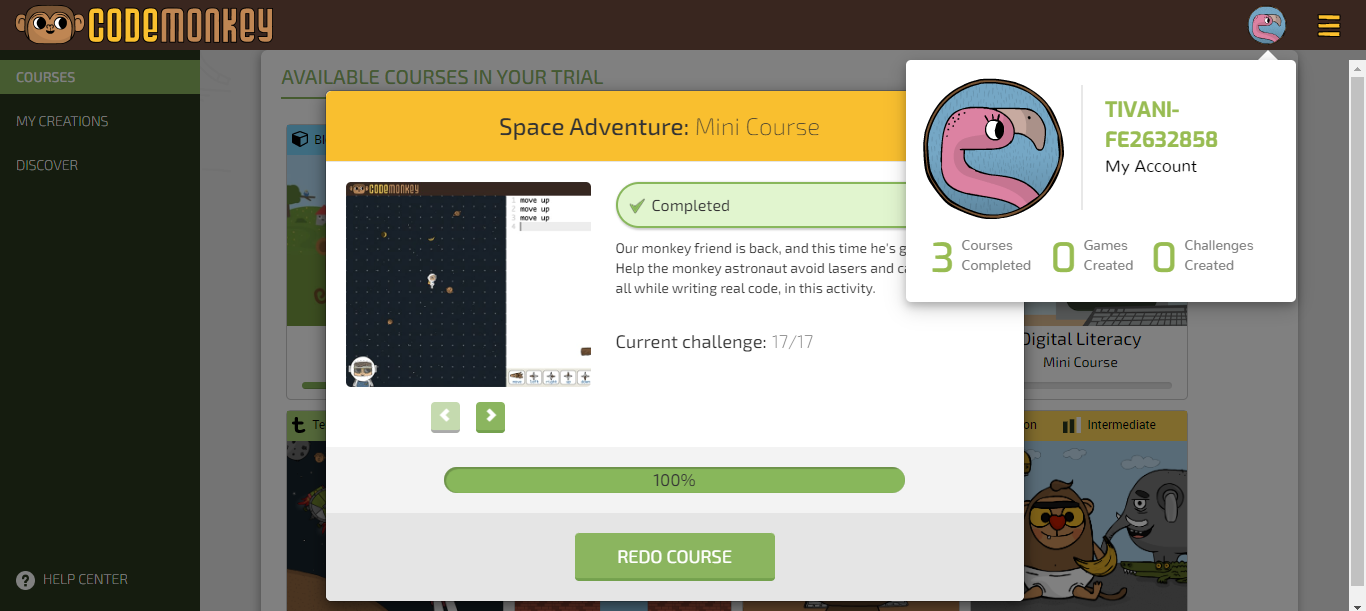 CODEMONKEY
COURSES
MY CREATIONS
DISCOVER
HELP CENTER
AVAILABLE COURSES IN YOUR TRIAL
Space Adventure: Mini Course
CODEMONKEY
1 move up
2 move up
3 move up
4
Completed
Our monkey friend is back, and this time he's g
Help the monkey astronaut avoid lasers and c
all while writing real code, in this activity.
Current challenge: 17/17
100%
REDO COURSE
TIVANI-
FE2632858
My Account
3 Courses Completed
0 Games Created
0 Challenges Created
Digital Literacy
Mini Course
t Te
on Intermediate